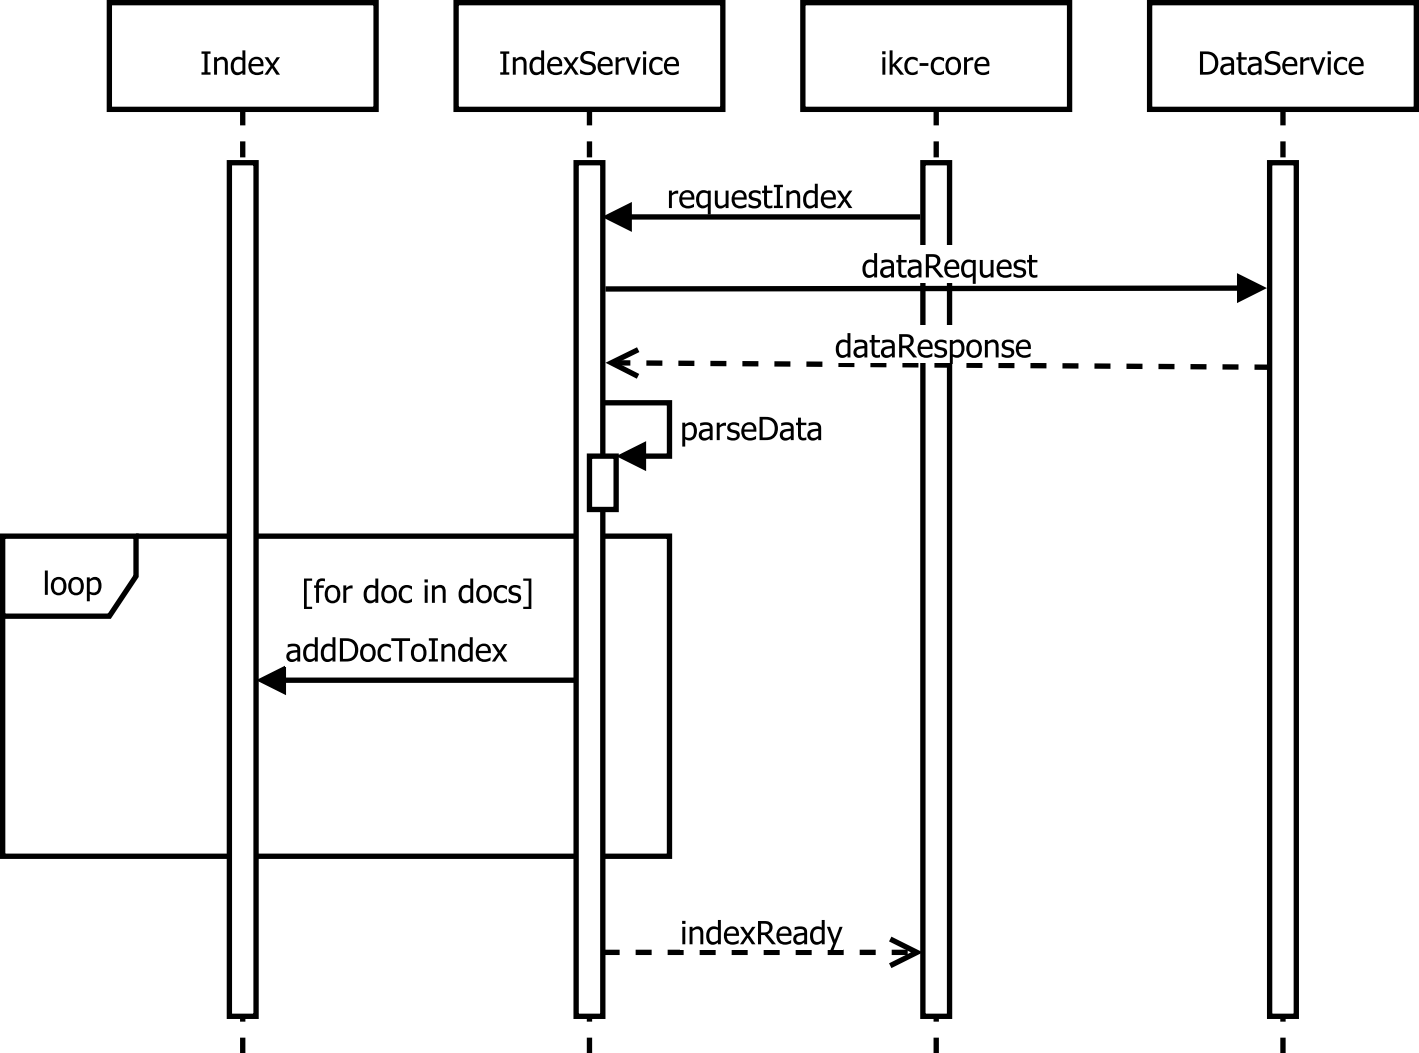 Index
IndexService
ikc-core
DataService
requestIndex
dataRequest
dataResponse
parseData
loop
[for doc in docs]
addDocToIndex
indexReady